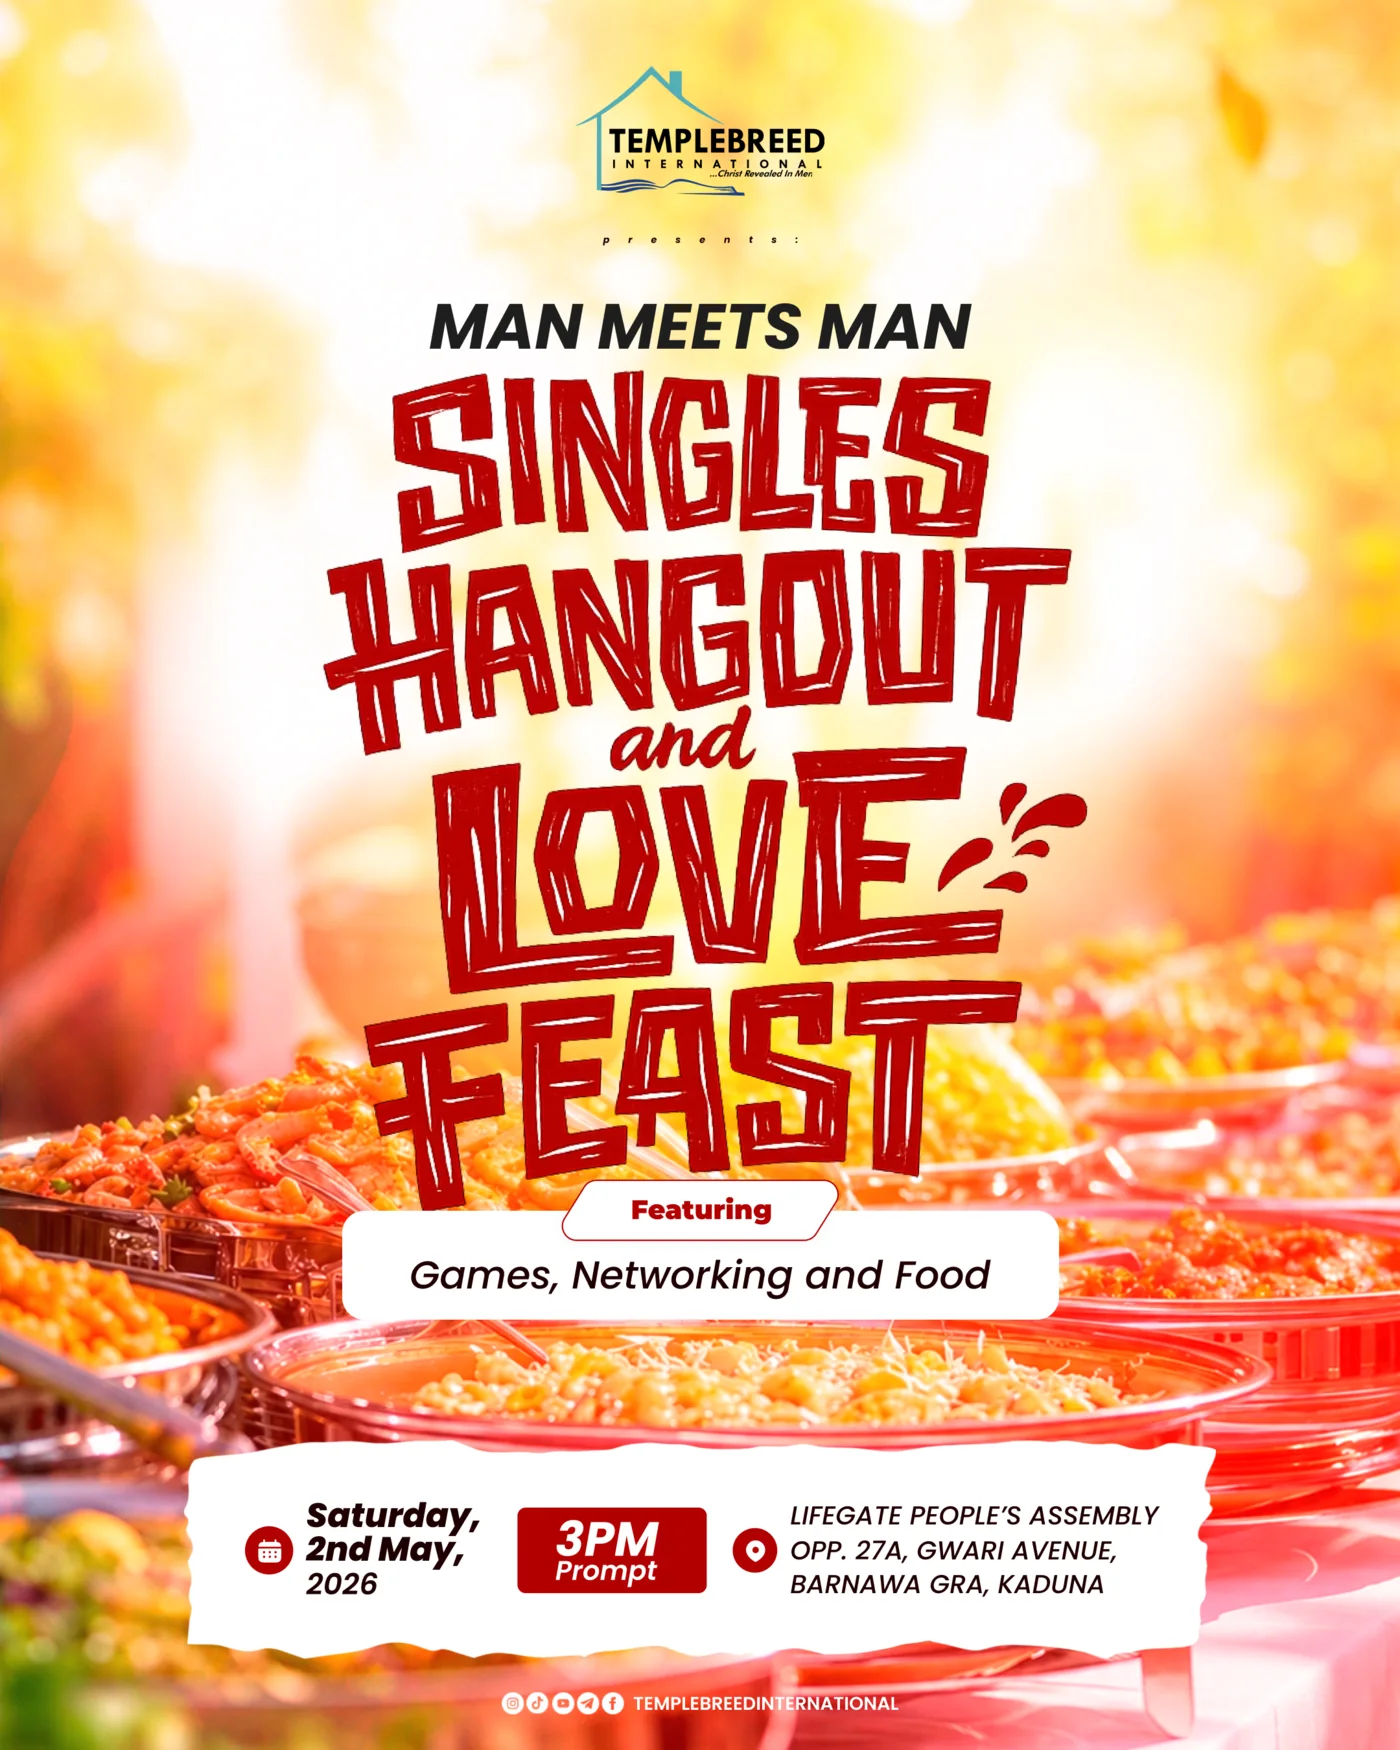 TEMPLEBREED
INTERNATIONAL
...Christ Revealed In Men
presents:
MAN MEETS MAN
SINGLES
HANGOUT
and
LOVE
FEAST
Featuring
Games, Networking and Food
Saturday,
2nd May,
2026
3PM
Prompt
LIFEGATE PEOPLE'S ASSEMBLY
OPP. 27A, GWARI AVENUE,
BARNAWA GRA, KADUNA
TEMPLEBREEDINTERNATIONAL